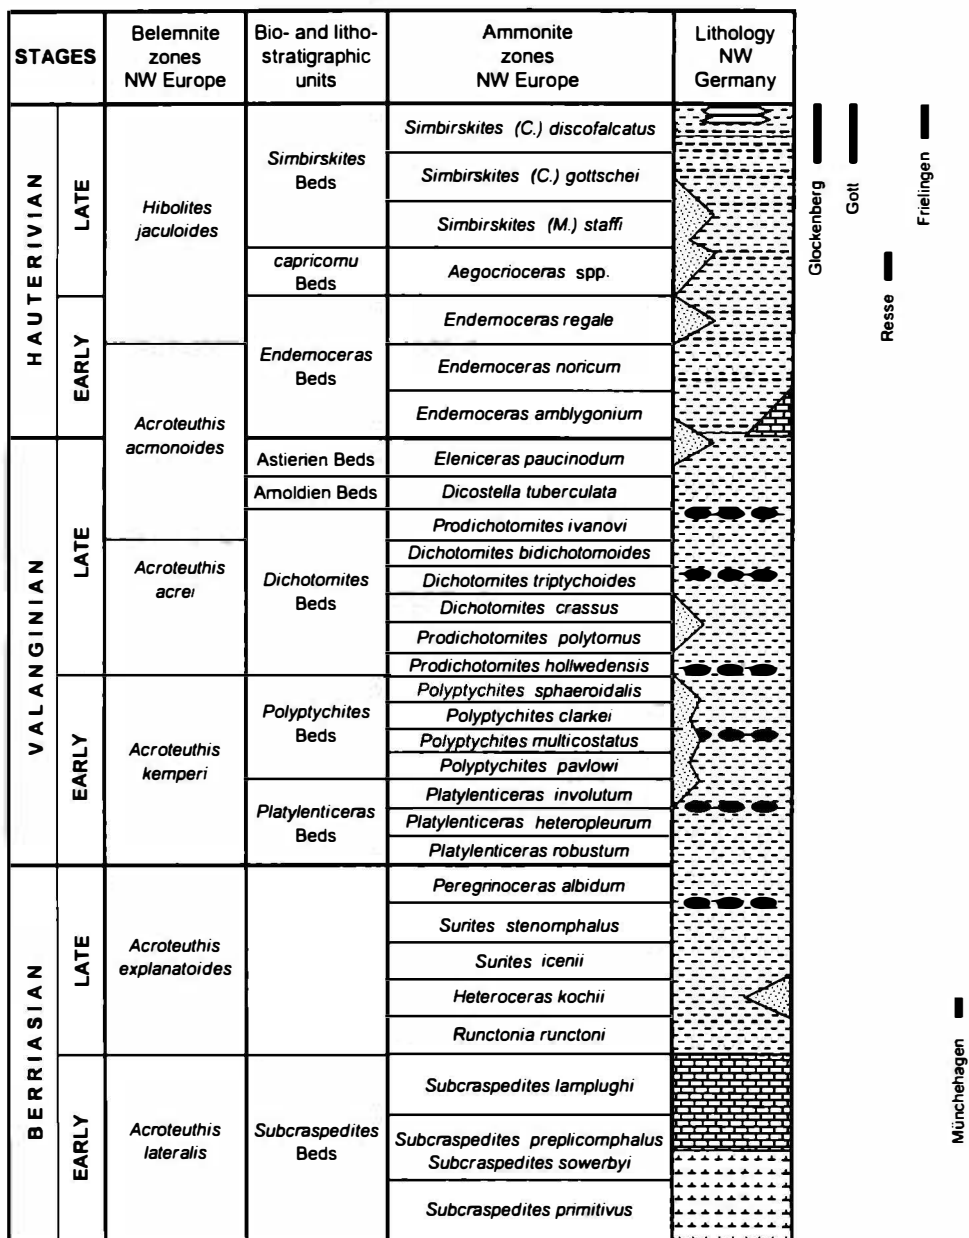 STAGES
Belemnite
zones
NW Europe
Bio- and litho-
stratigraphic
units
Ammonite
zones
NW Europe
Lithology
NW
Germany
HAUTERIVIAN
LATE
EARLY
VALANGINIAN
LATE
EARLY
BERRIASIAN
LATE
EARLY
Hibolites
jaculoides
Acroteuthis
acmonoides
Acroteuthis
acrei
Acroteuthis
kemperi
Acroteuthis
explanatoides
Acroteuthis
lateralis
Simbirskites
Beds
capricornu
Beds
Endemoceras
Beds
Astierien Beds
Arnoldien Beds
Dichotomites
Beds
Polyptychites
Beds
Platylenticeras
Beds
Subcraspedites
Beds
Simbirskites (C.) discofalcatus
Simbirskites (C.) gottschei
Simbirskites (M.) staffi
Aegocrioceras spp.
Endemoceras regale
Endemoceras noricum
Endemoceras amblygonium
Eleniceras paucinodum
Dicostella tuberculata
Prodichotomites ivanovi
Dichotomites bidichotomoides
Dichotomites triptychoides
Dichotomites crassus
Prodichotomites polytomus
Prodichotomites hollwedensis
Polyptychites sphaeroidalis
Polyptychites clarkei
Polyptychites multicostatus
Polyptychites pavlowi
Platylenticeras involutum
Platylenticeras heteropleurum
Platylenticeras robustum
Peregrinoceras albidum
Surites stenomphalus
Surites icenii
Heteroceras kochii
Runctonia runctoni
Subcraspedites lamplughi
Subcraspedites preplicomphalus
Subcraspedites sowerbyi
Subcraspedites primitivus
Glockenberg
Gott
Resse
Frielingen
Münchehagen